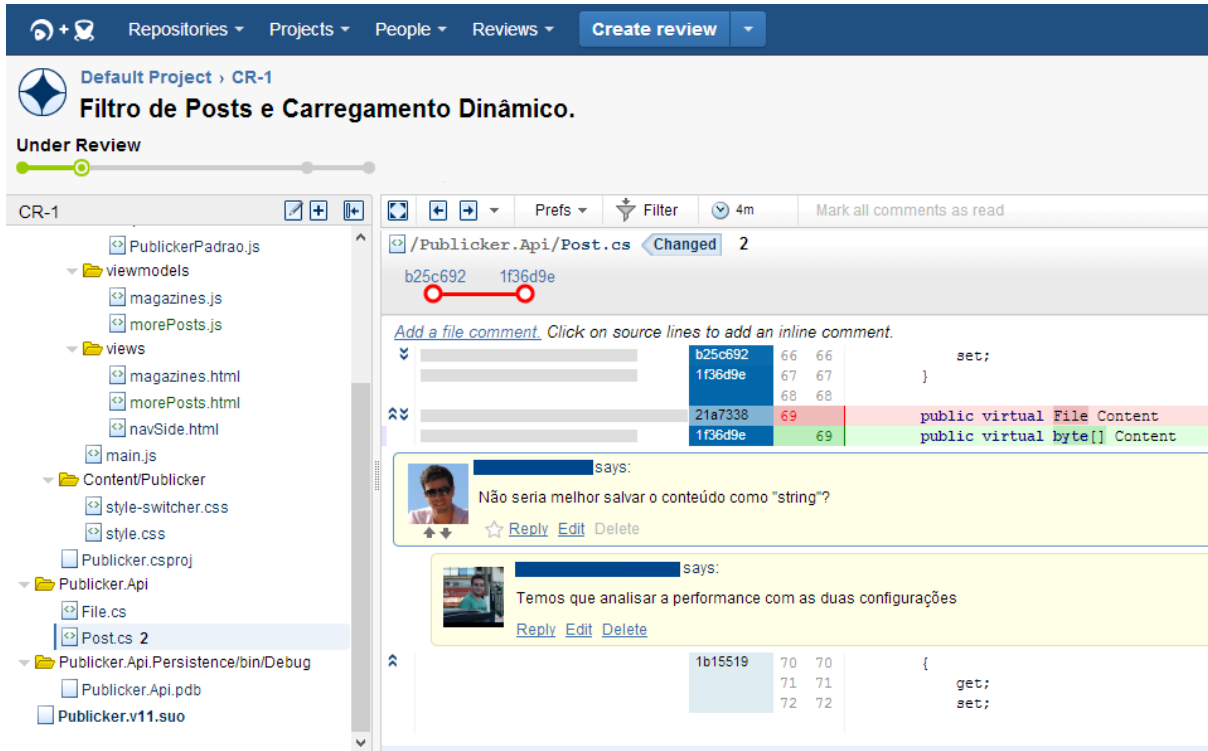 + Repositories Projects People Reviews Create review
Default Project › CR-1
Filtro de Posts e Carregamento Dinâmico.
Under Review
CR-1
PublickerPadrao.js
viewmodels
magazines.js
morePosts.js
views
magazines.html
morePosts.html
navSide.html
main.js
Content/Publicker
style-switcher.css
style.css
Publicker.csproj
Publicker.Api
File.cs
Post.cs 2
Publicker.Api.Persistence/bin/Debug
Publicker.Api.pdb
Publicker.v11.suo
Prefs Filter 4m Mark all comments as read
/Publicker.Api/Post.cs Changed 2
b25c692 1f36d9e
Add a file comment. Click on source lines to add an inline comment.
b25c692 66 66 set;
1f36d9e 67 67 }
68 68
21a7338 69 public virtual File Content
1f36d9e 69 public virtual byte[] Content
says:
Não seria melhor salvar o conteúdo como "string"?
Reply Edit Delete
says:
Temos que analisar a performance com as duas configurações
Reply Edit Delete
1b15519 70 70 {
71 71 get;
72 72 set;